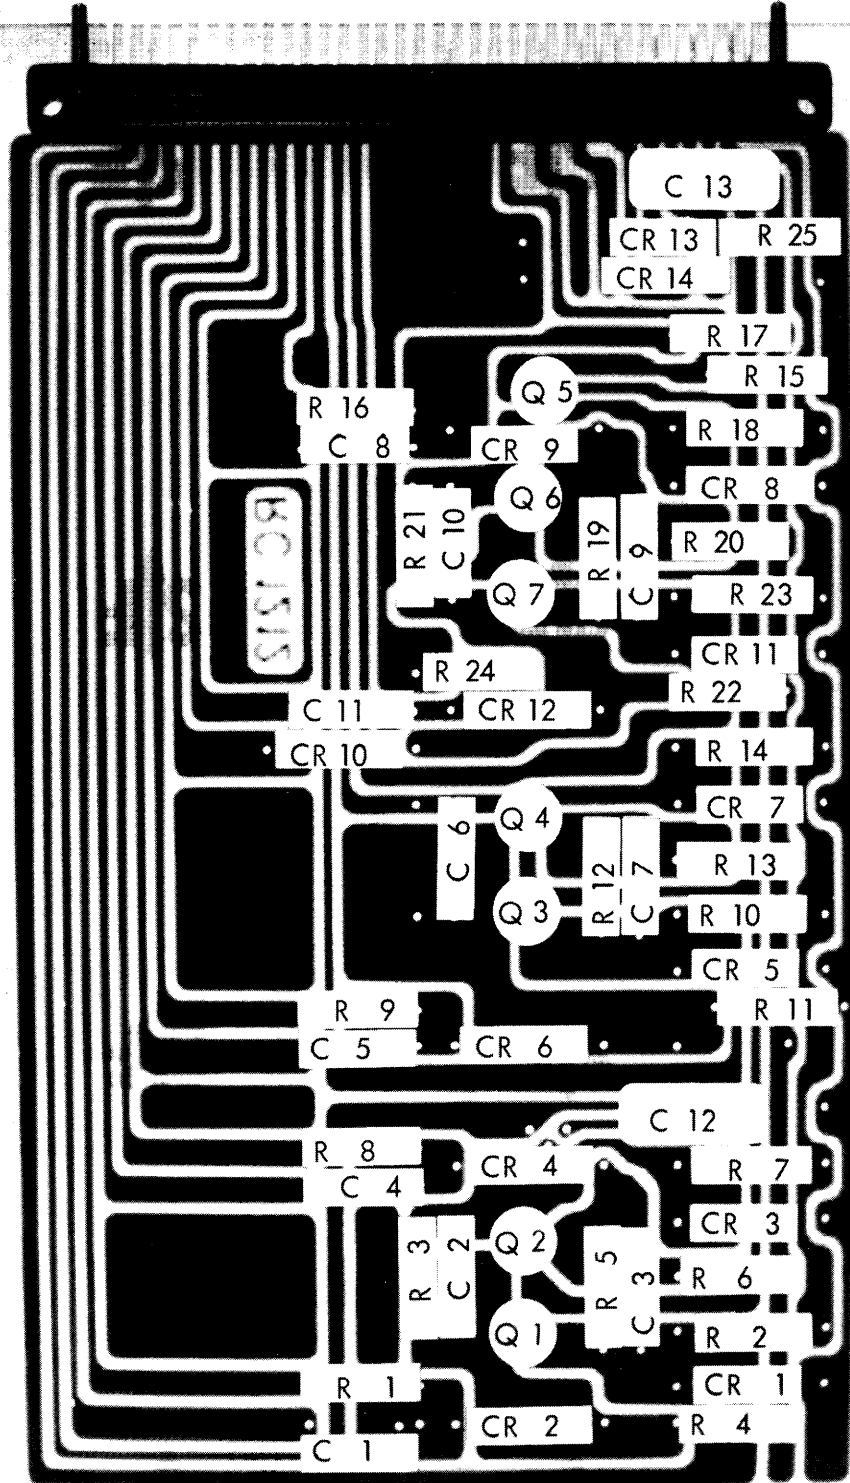 C 13
CR 13 R 25
CR 14
R 17
Q 5 R 15
R 16
R 18
C 8 CR 9
CR 8
Q 6
R 21
C 10
R 19
C 9
R 20
RC 1212
Q 7 R 23
CR 11
R 24
R 22
C 11 CR 12
CR 10 R 14
CR 7
Q 4
C 6
R 12
C 7
R 13
Q 3 R 10
CR 5
R 9 R 11
C 5 CR 6
C 12
R 8
CR 4 R 7
C 4
CR 3
R 3
C 2
Q 2
R 5
C 3
R 6
Q 1 R 2
R 1 CR 1
CR 2 R 4
C 1